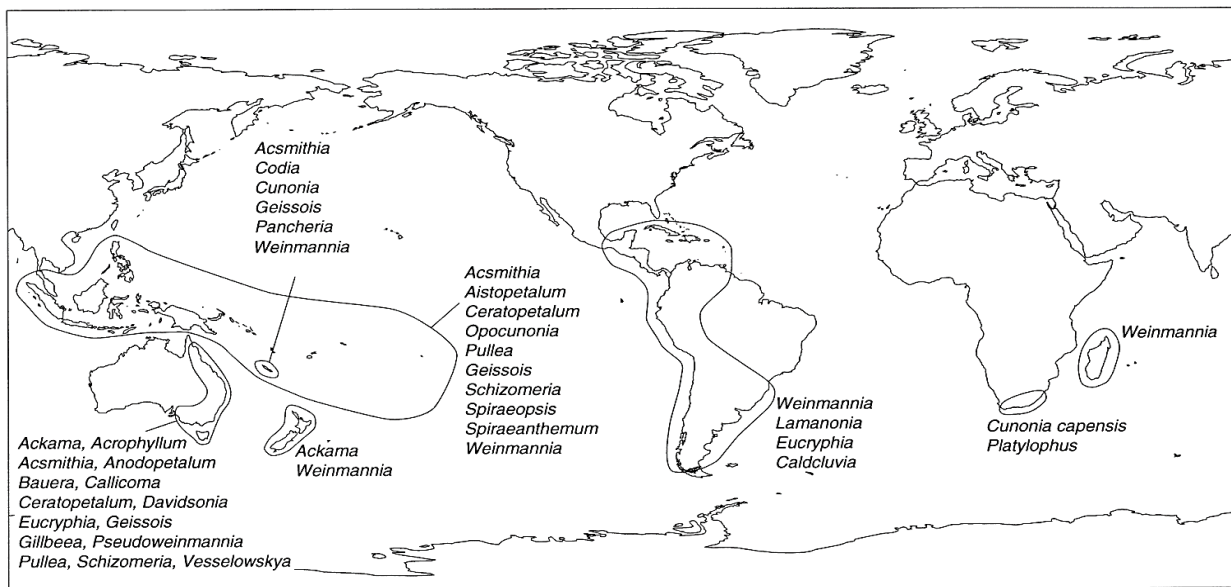 Acsmithia
Codia
Cunonia
Geissois
Pancheria
Weinmannia
Acsmithia
Aistopetalum
Ceratopetalum
Opocunonia
Pullea
Geissois
Schizomeria
Spiraeopsis
Spiraeanthemum
Weinmannia
Weinmannia
Weinmannia
Lamanonia
Eucryphia
Caldcluvia
Cunonia capensis
Platylophus
Ackama
Weinmannia
Ackama, Acrophyllum
Acsmithia, Anodopetalum
Bauera, Callicoma
Ceratopetalum, Davidsonia
Eucryphia, Geissois
Gillbeea, Pseudoweinmannia
Pullea, Schizomeria, Vesselowskya